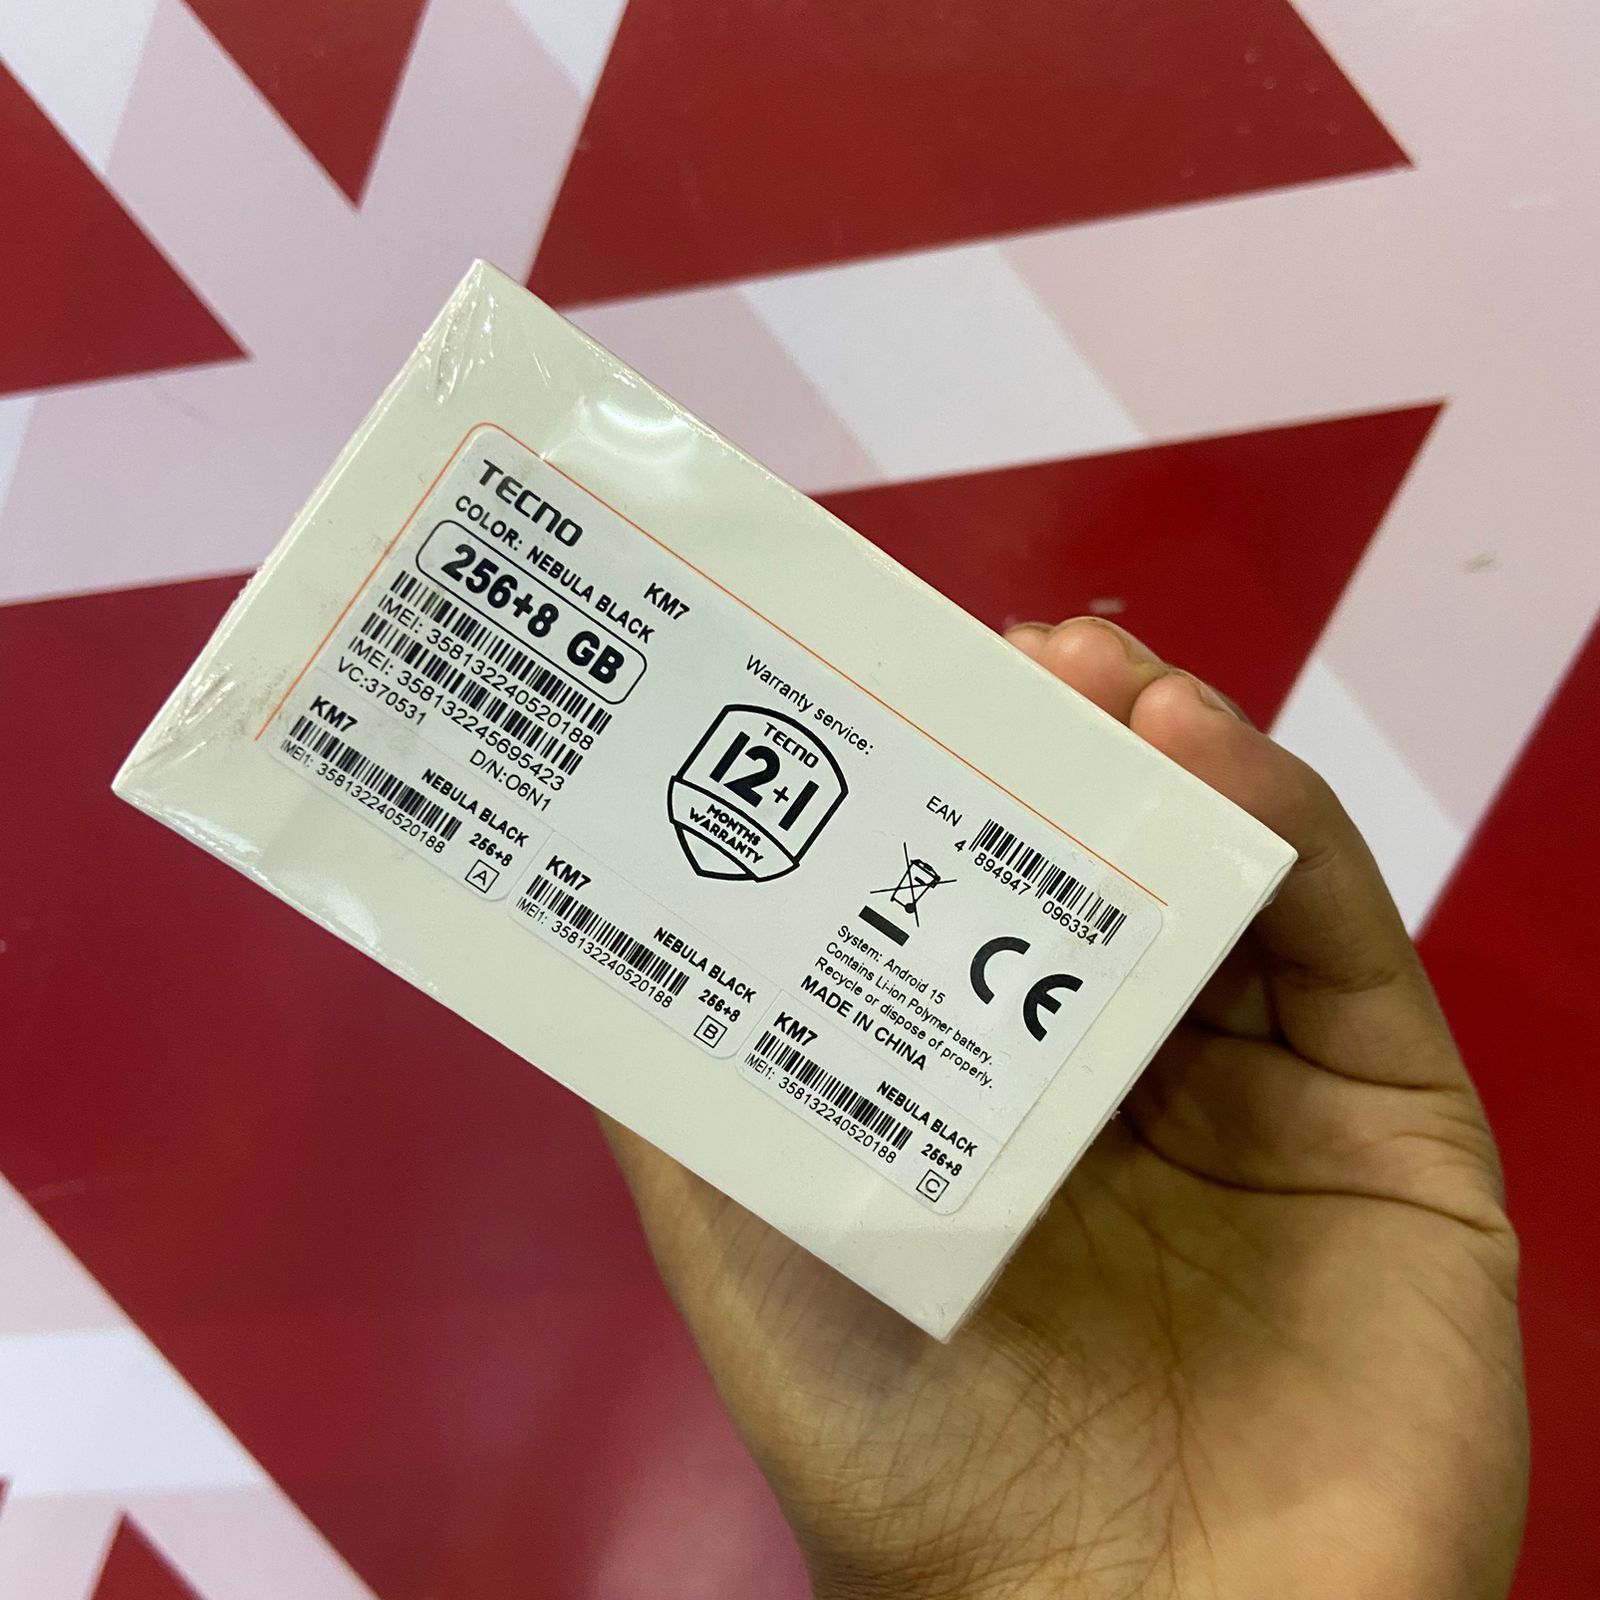 TECNO
KM7
COLOR: NEBULA BLACK
256+8 GB
IMEI: 358132240520188
IMEI: 358132245695423
VC:370531
D/N:O6N1
Warranty service:
TECNO
12+1
MONTHS
WARRANTY
EAN
4 894947 096334
System: Android 15
Contains Li-ion Polymer battery.
Recycle or dispose of properly.
MADE IN CHINA
CE
KM7
NEBULA BLACK
256+8
IMEI1: 358132240520188
A
KM7
NEBULA BLACK
256+8
IMEI1: 358132240520188
B
KM7
NEBULA BLACK
256+8
IMEI1: 358132240520188
C